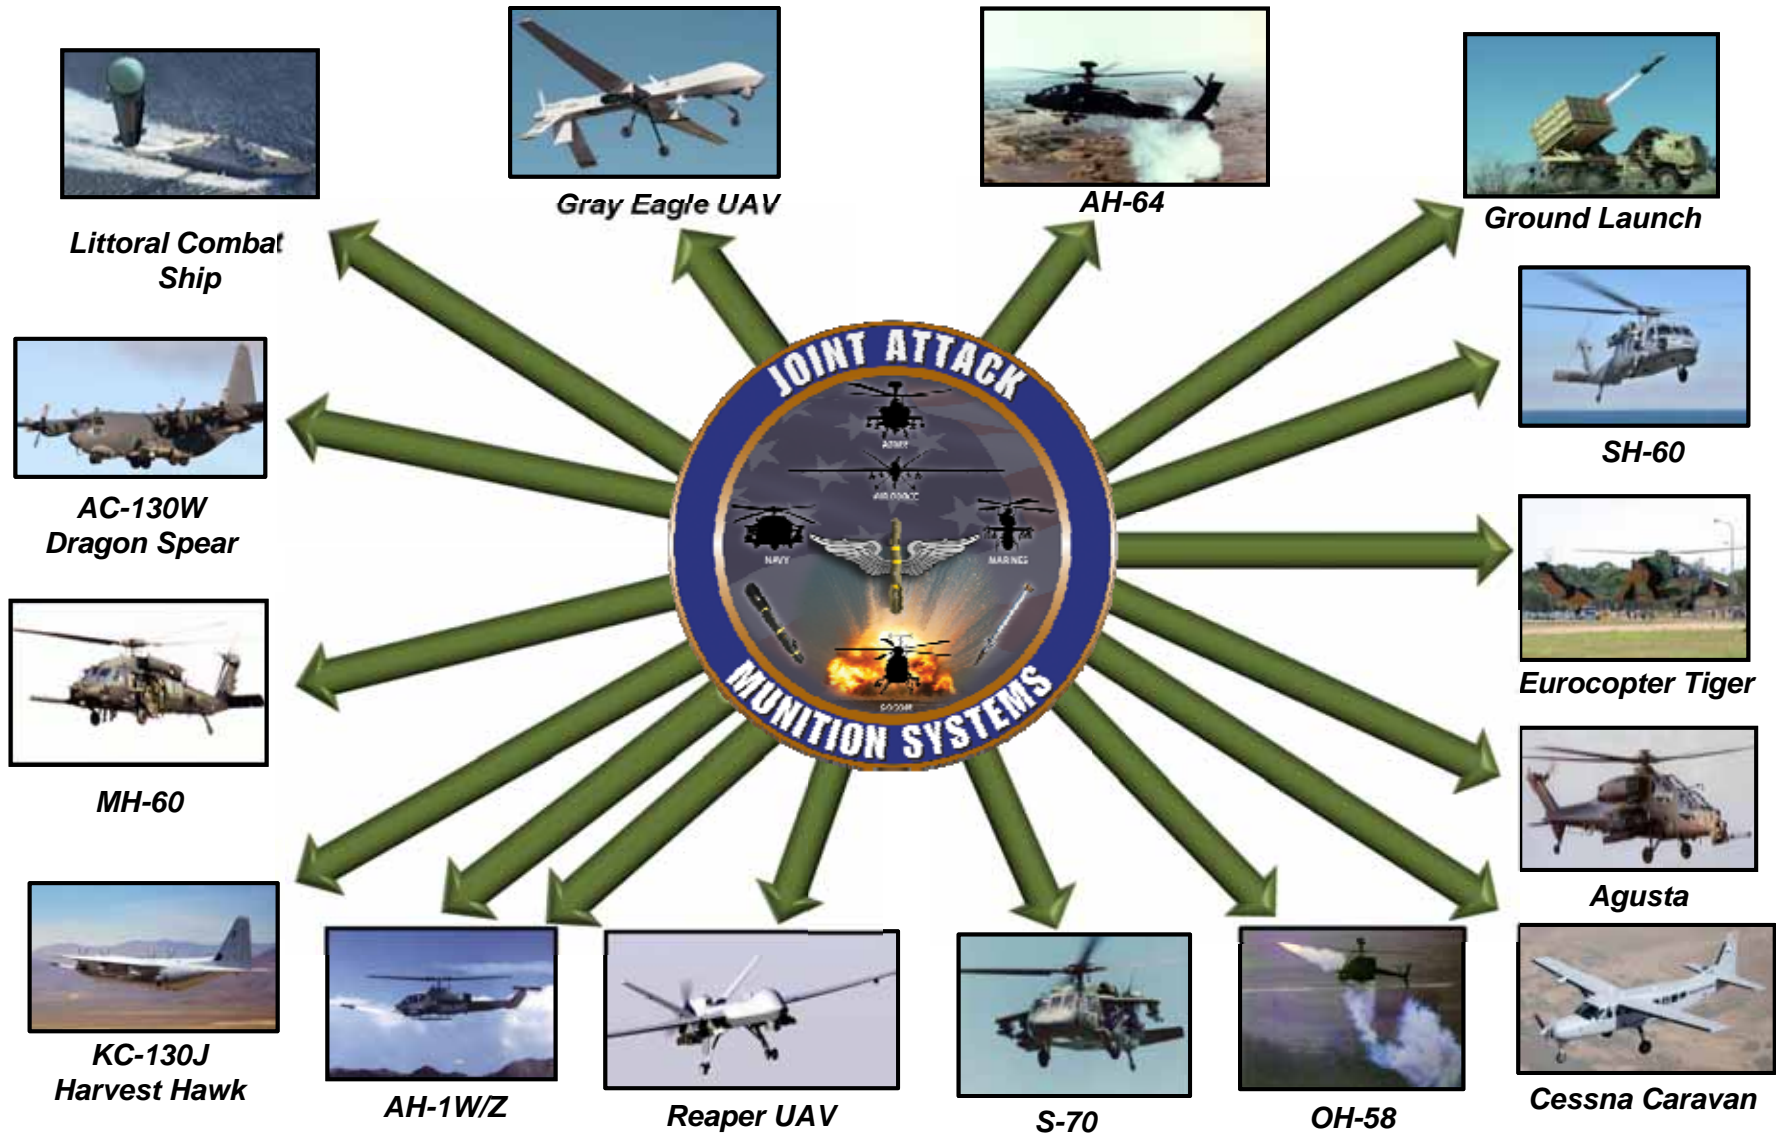 Gray Eagle UAV
AH-64
Ground Launch
Littoral Combat
Ship
JOINT ATTACK
ARMY
AIR FORCE
NAVY
MARINES
SOCOM
MUNITION SYSTEMS
SH-60
AC-130W
Dragon Spear
Eurocopter Tiger
MH-60
Agusta
KC-130J
Harvest Hawk
AH-1W/Z
Reaper UAV
S-70
OH-58
Cessna Caravan